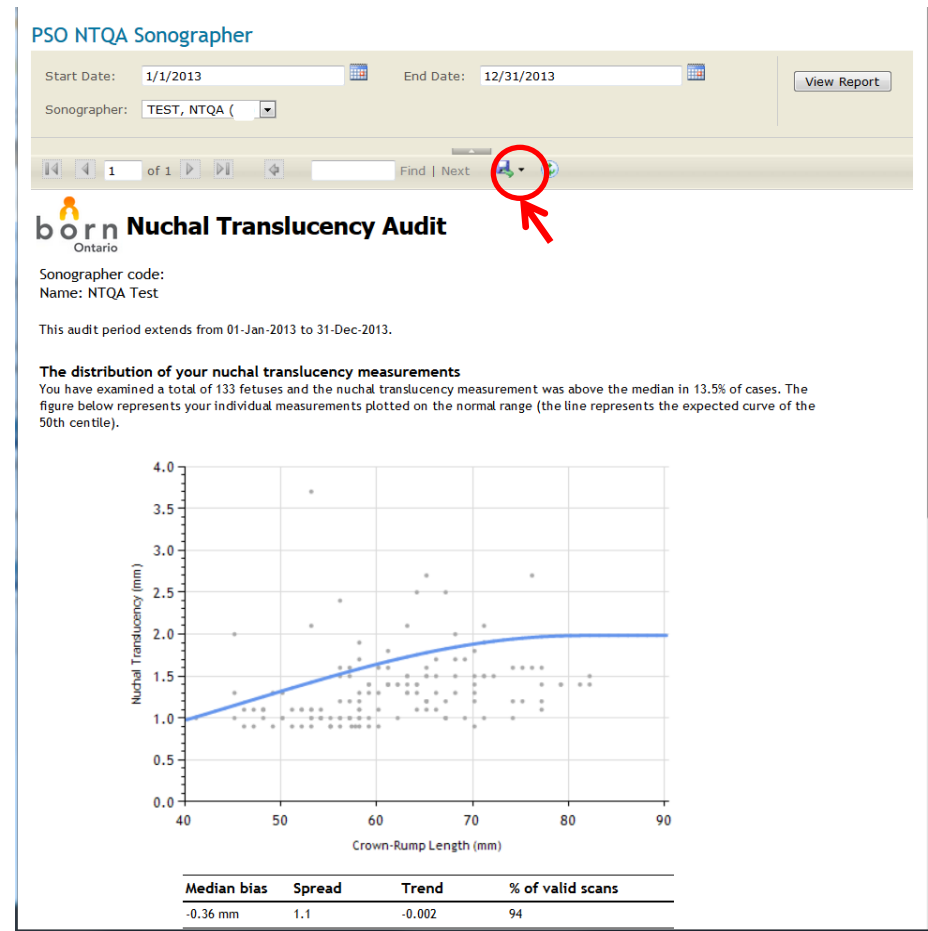 PSO NTQA Sonographer
Start Date: 1/1/2013 End Date: 12/31/2013 View Report
Sonographer: TEST, NTQA (
1 of 1 Find | Next
born
Ontario
Nuchal Translucency Audit
Sonographer code:
Name: NTQA Test
This audit period extends from 01-Jan-2013 to 31-Dec-2013.
The distribution of your nuchal translucency measurements
You have examined a total of 133 fetuses and the nuchal translucency measurement was above the median in 13.5% of cases. The
figure below represents your individual measurements plotted on the normal range (the line represents the expected curve of the
50th centile).
4.0
3.5
3.0
2.5
2.0
1.5
1.0
0.5
0.0
Nuchal Translucency (mm)
40 50 60 70 80 90
Crown-Rump Length (mm)
Median bias Spread Trend % of valid scans
-0.36 mm 1.1 -0.002 94